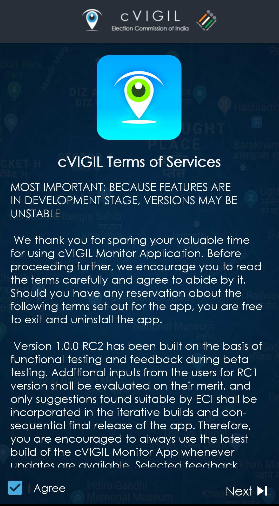 cVIGIL
Election Commission of India
cVIGIL Terms of Services
MOST IMPORTANT: BECAUSE FEATURES ARE
IN DEVELOPMENT STAGE, VERSIONS MAY BE
UNSTABLE
We thank you for sparing your valuable time
for using cVIGIL Monitor Application. Before
proceeding further, we encourage you to read
the terms carefully and agree to abide by it.
Should you have any reservation about the
following terms set out for the app, you are free
to exit and uninstall the app.
Version 1.0.0 RC2 has been built on the basis of
functional testing and feedback during beta
testing. Additional inputs from the users for RC1
version shall be evaluated on their merit, and
only suggestions found suitable by ECI shall be
incorporated in the iterative builds and con-
sequential final release of the app. Therefore,
you are encouraged to always use the latest
build of the cVIGIL Monitor App whenever
updates are available. Selected feedback
I Agree
Next